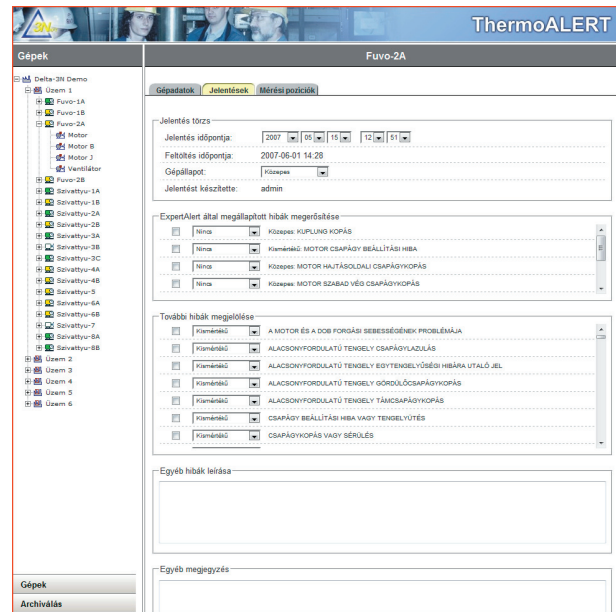 3N
ThermoALERT
Gépek
Fuvo-2A
Delta-3N Demo
Üzem 1
Fuvo-1A
Fuvo-1B
Fuvo-2A
Motor
Motor B
Motor J
Ventilátor
Fuvo-2B
Szivattyu-1A
Szivattyu-1B
Szivattyu-2A
Szivattyu-2B
Szivattyu-3A
Szivattyu-3B
Szivattyu-3C
Szivattyu-4A
Szivattyu-4B
Szivattyu-5
Szivattyu-6A
Szivattyu-6B
Szivattyu-7
Szivattyu-8A
Szivattyu-8B
Üzem 2
Üzem 3
Üzem 4
Üzem 5
Üzem 6
Gépek
Archiválás
Gépadatok Jelentések Mérési pozíciók
Jelentés törzs
Jelentés időpontja: 2007 05 15 12 51
Feltöltés időpontja: 2007-06-01 14:28
Gépállapot: Közepes
Jelentést készítette: admin
ExpertAlert által megállapított hibák megerősítése
Nincs Közepes: KUPLUNG KOPÁS
Nincs Kismértékű: MOTOR CSAPÁGY BEÁLLÍTÁSI HIBA
Nincs Közepes: MOTOR HAJTÁSOLDALI CSAPÁGYKOPÁS
Nincs Közepes: MOTOR SZABAD VÉG CSAPÁGYKOPÁS
További hibák megjelölése
Kismértékű A MOTOR ÉS A DOB FORGÁSI SEBESSÉGÉNEK PROBLÉMÁJA
Kismértékű ALACSONYFORDULATÚ TENGELY CSAPÁGYLAZULÁS
Kismértékű ALACSONYFORDULATÚ TENGELY EGYTENGELYŰSÉGI HIBÁRA UTALÓ JEL
Kismértékű ALACSONYFORDULATÚ TENGELY GÖRDÜLŐCSAPÁGYKOPÁS
Kismértékű ALACSONYFORDULATÚ TENGELY TÁMCSAPÁGYKOPÁS
Kismértékű CSAPÁGY BEÁLLÍTÁSI HIBA VAGY TENGELYÜTÉS
Kismértékű CSAPÁGYKOPÁS VAGY SÉRÜLÉS
Egyéb hibák leírása
Egyéb megjegyzés